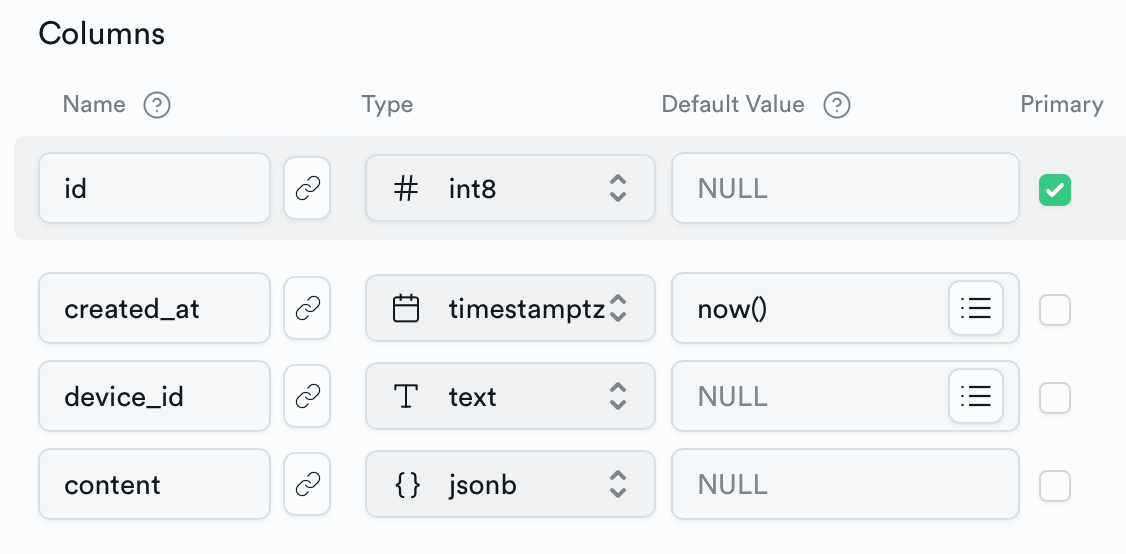 Columns
Name ? Type Default Value ? Primary
id # int8 NULL
created_at timestamptz now()
device_id T text NULL
content {} jsonb NULL